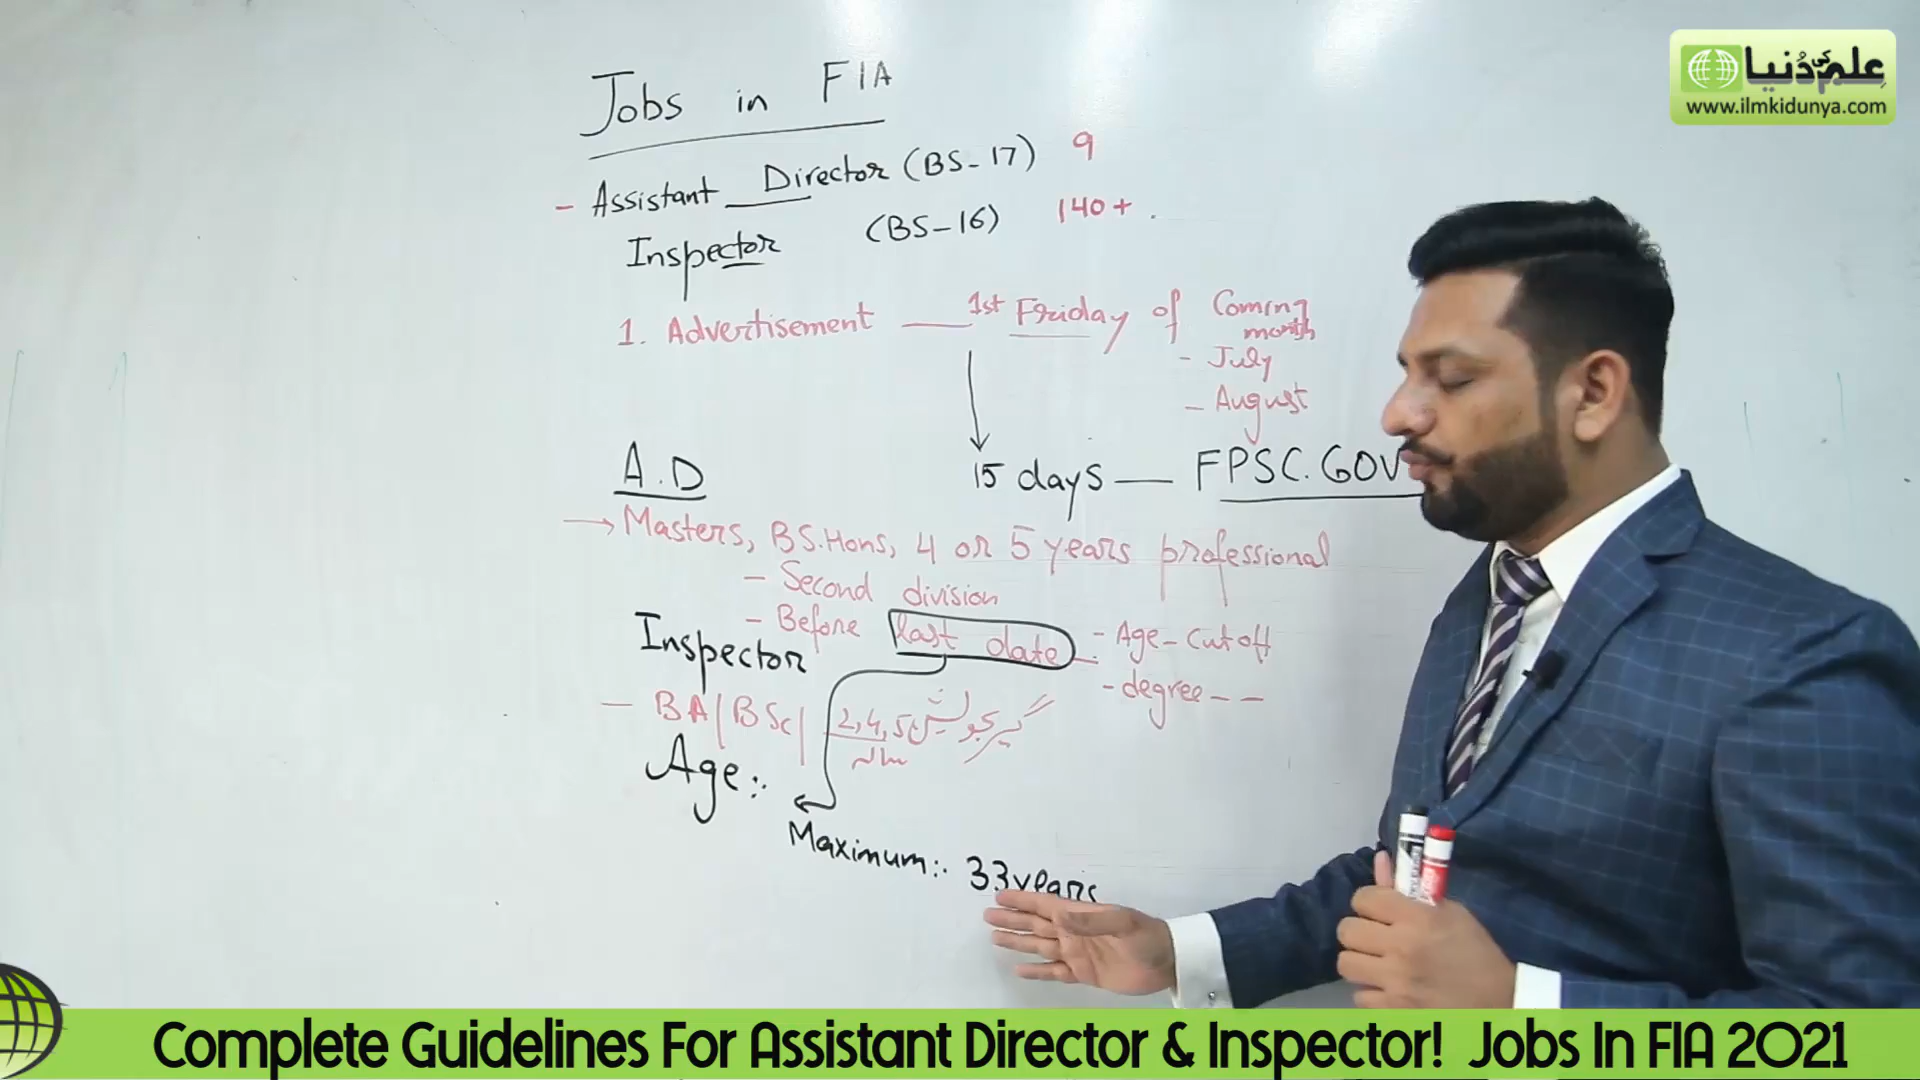 علم کی دُنیا
www.ilmkidunya.com
Jobs in FIA
- Assistant Director (BS-17) 9
Inspector (BS-16) 140+
1. Advertisement — 1st Friday of Coming month
- July
- August
15 days — FPSC.GOV
A.D
→ Masters, BS.Hons, 4 or 5 years professional
- Second division
- Before last date - Age-cutoff
- degree - -
Inspector
- BA | BSc | 2,4,5 سالہ گریجویشن
Age:
Maximum: 33 years
Complete Guidelines For Assistant Director & Inspector! Jobs In FIA 2021